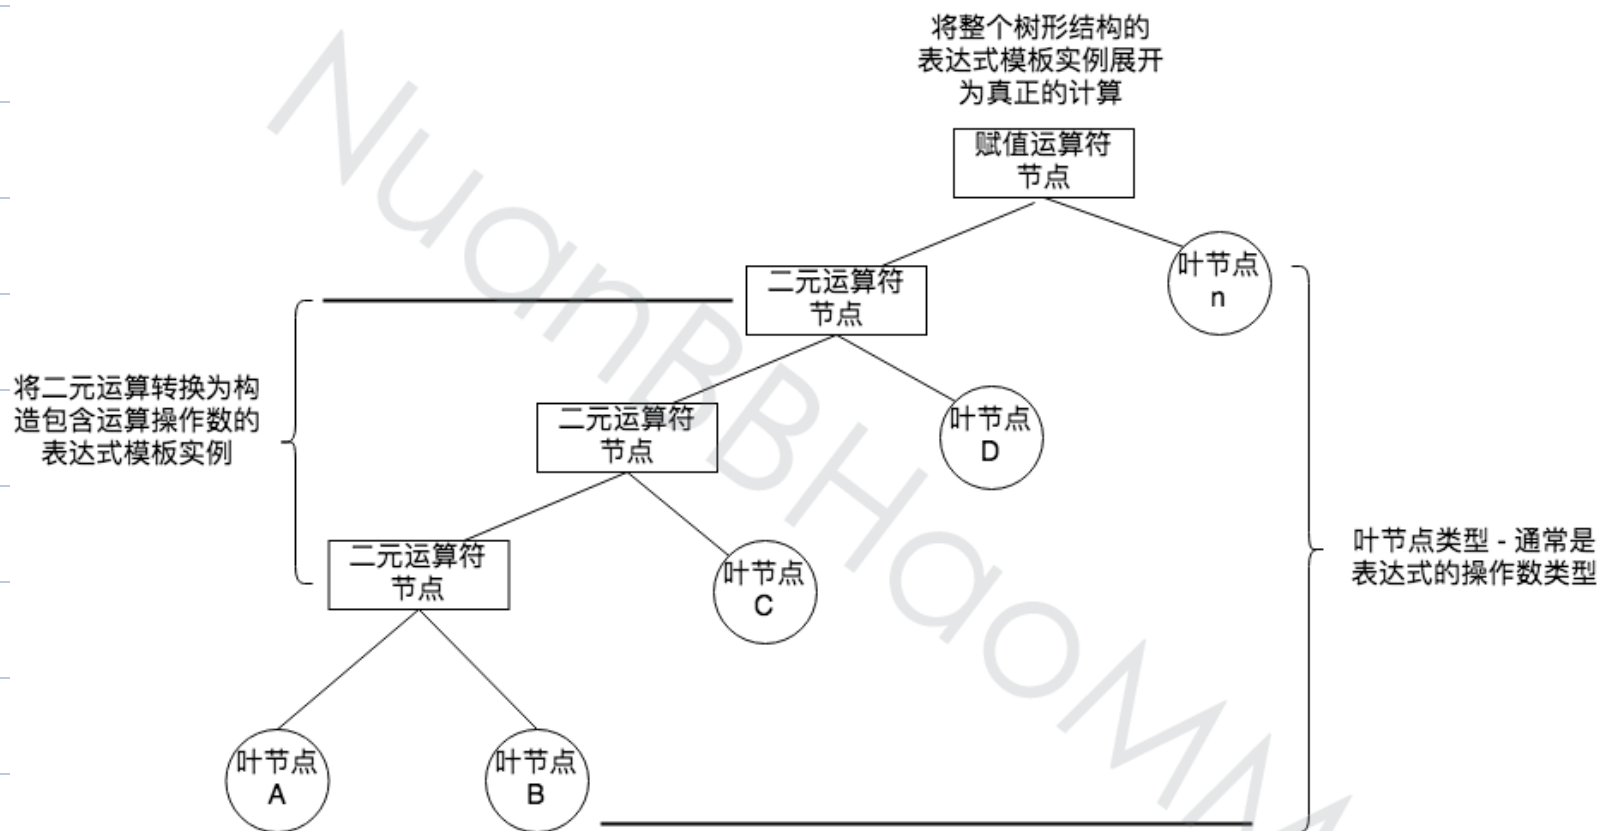 将整个树形结构的
表达式模板实例展开
为真正的计算
赋值运算符
节点
叶节点
n
二元运算符
节点
将二元运算转换为构
造包含运算操作数的
表达式模板实例
二元运算符
节点
叶节点
D
二元运算符
节点
叶节点
C
叶节点类型 - 通常是
表达式的操作数类型
叶节点
A
叶节点
B
NuanBBHaoMM